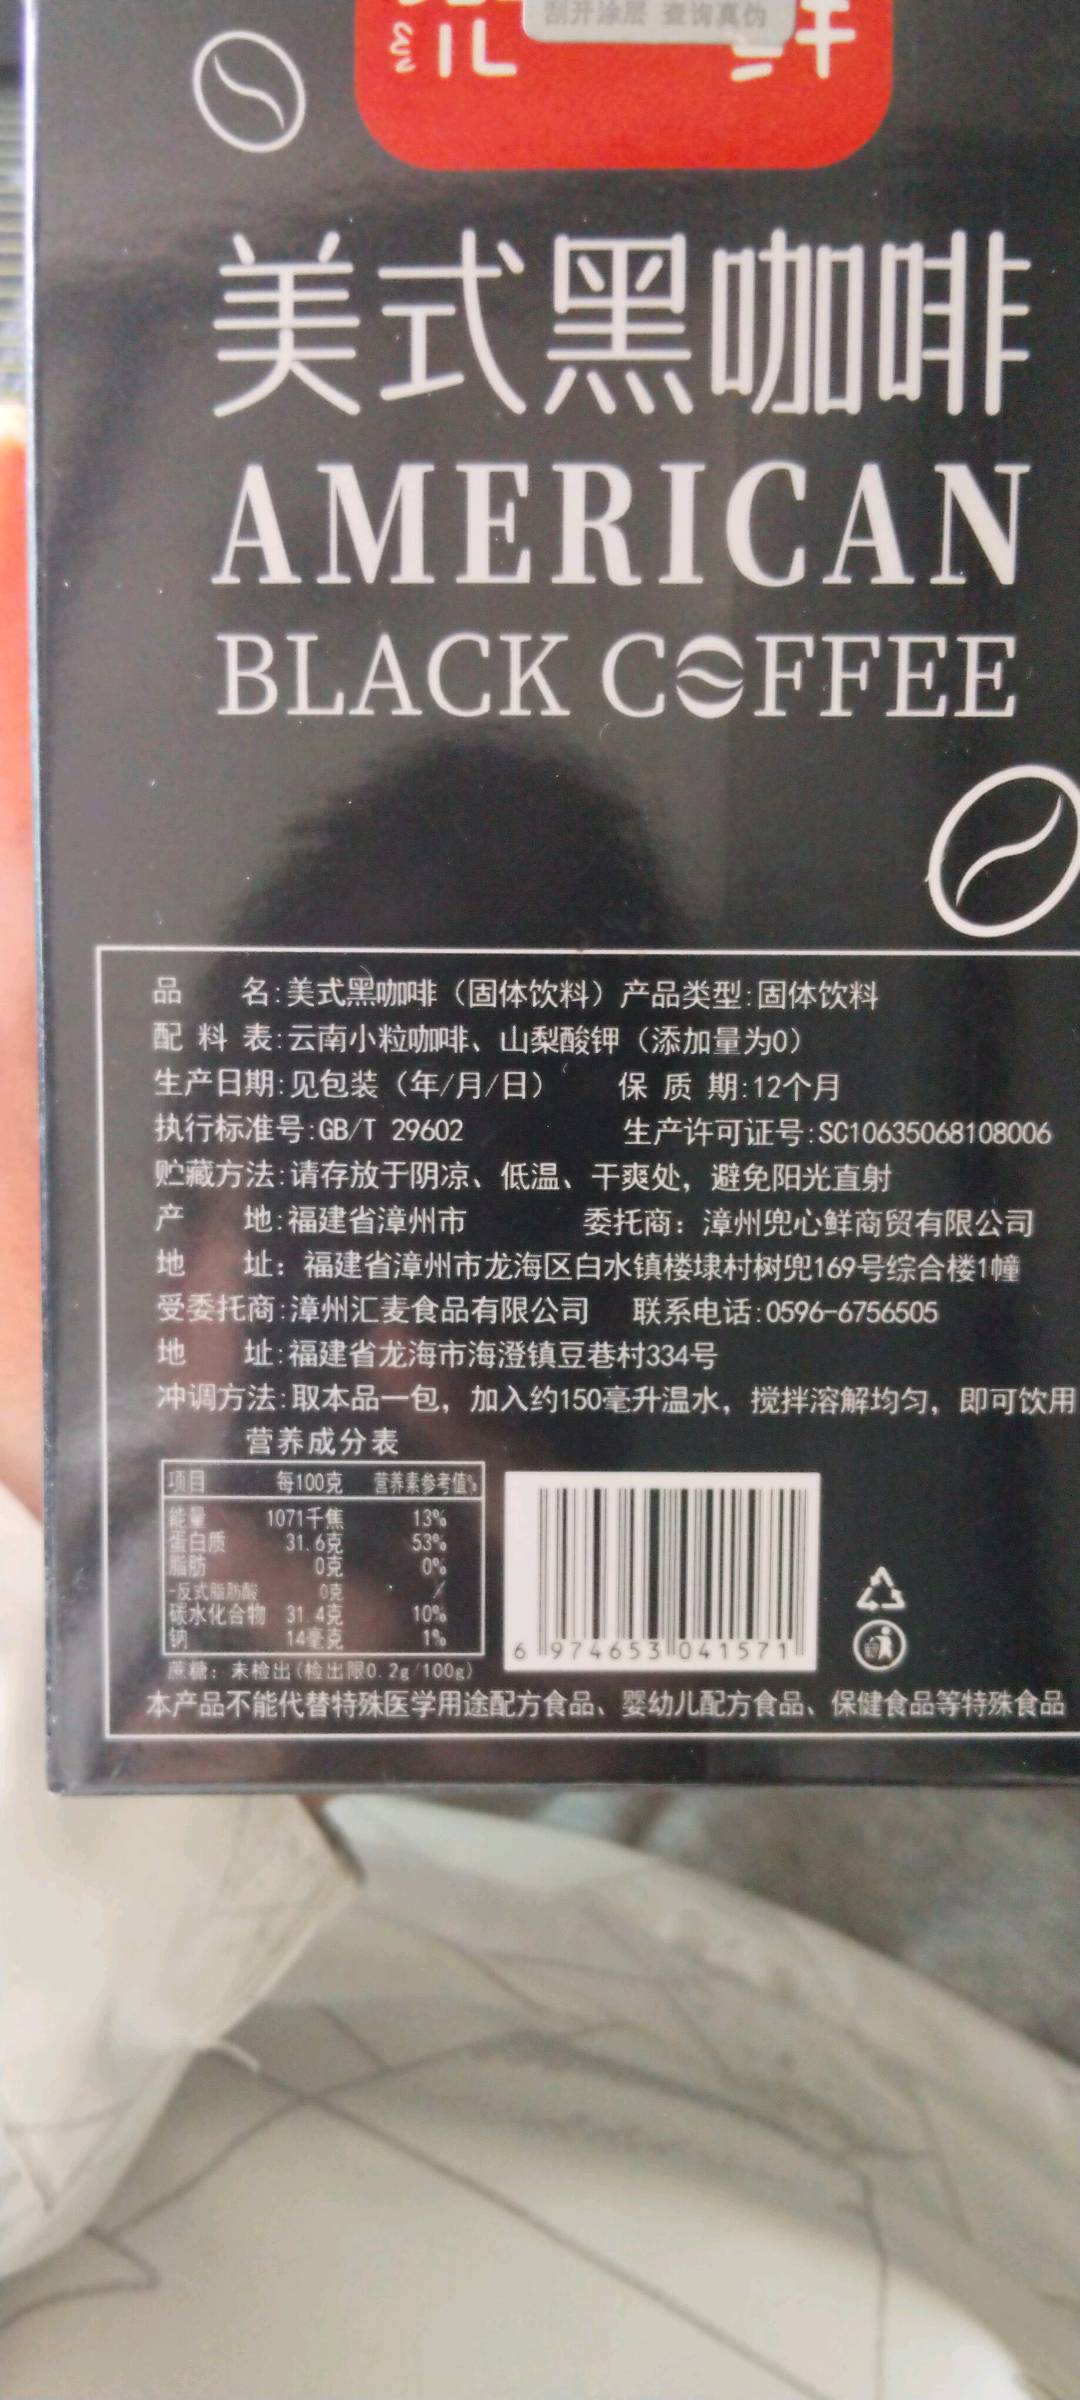 刮开涂层 查询真伪
美式黑咖啡
AMERICAN
BLACK COFFEE
品 名:美式黑咖啡（固体饮料）产品类型:固体饮料
配 料 表:云南小粒咖啡、山梨酸钾（添加量为0）
生产日期:见包装（年/月/日） 保 质 期:12个月
执行标准号:GB/T 29602 生产许可证号:SC10635068108006
贮藏方法:请存放于阴凉、低温、干爽处，避免阳光直射
产 地:福建省漳州市 委托商：漳州兜心鲜商贸有限公司
地 址：福建省漳州市龙海区白水镇楼埭村树兜169号综合楼1幢
受委托商:漳州汇麦食品有限公司 联系电话:0596-6756505
地 址:福建省龙海市海澄镇豆巷村334号
冲调方法:取本品一包，加入约150毫升温水，搅拌溶解均匀，即可饮用
营养成分表
项目 每100克 营养素参考值%
能量 1071千焦 13%
蛋白质 31.6克 53%
脂肪 0克 0%
-反式脂肪酸 0克 /
碳水化合物 31.4克 10%
钠 14毫克 1%
蔗糖：未检出(检出限0.2g/100g)
6 974653 041571
本产品不能代替特殊医学用途配方食品、婴幼儿配方食品、保健食品等特殊食品